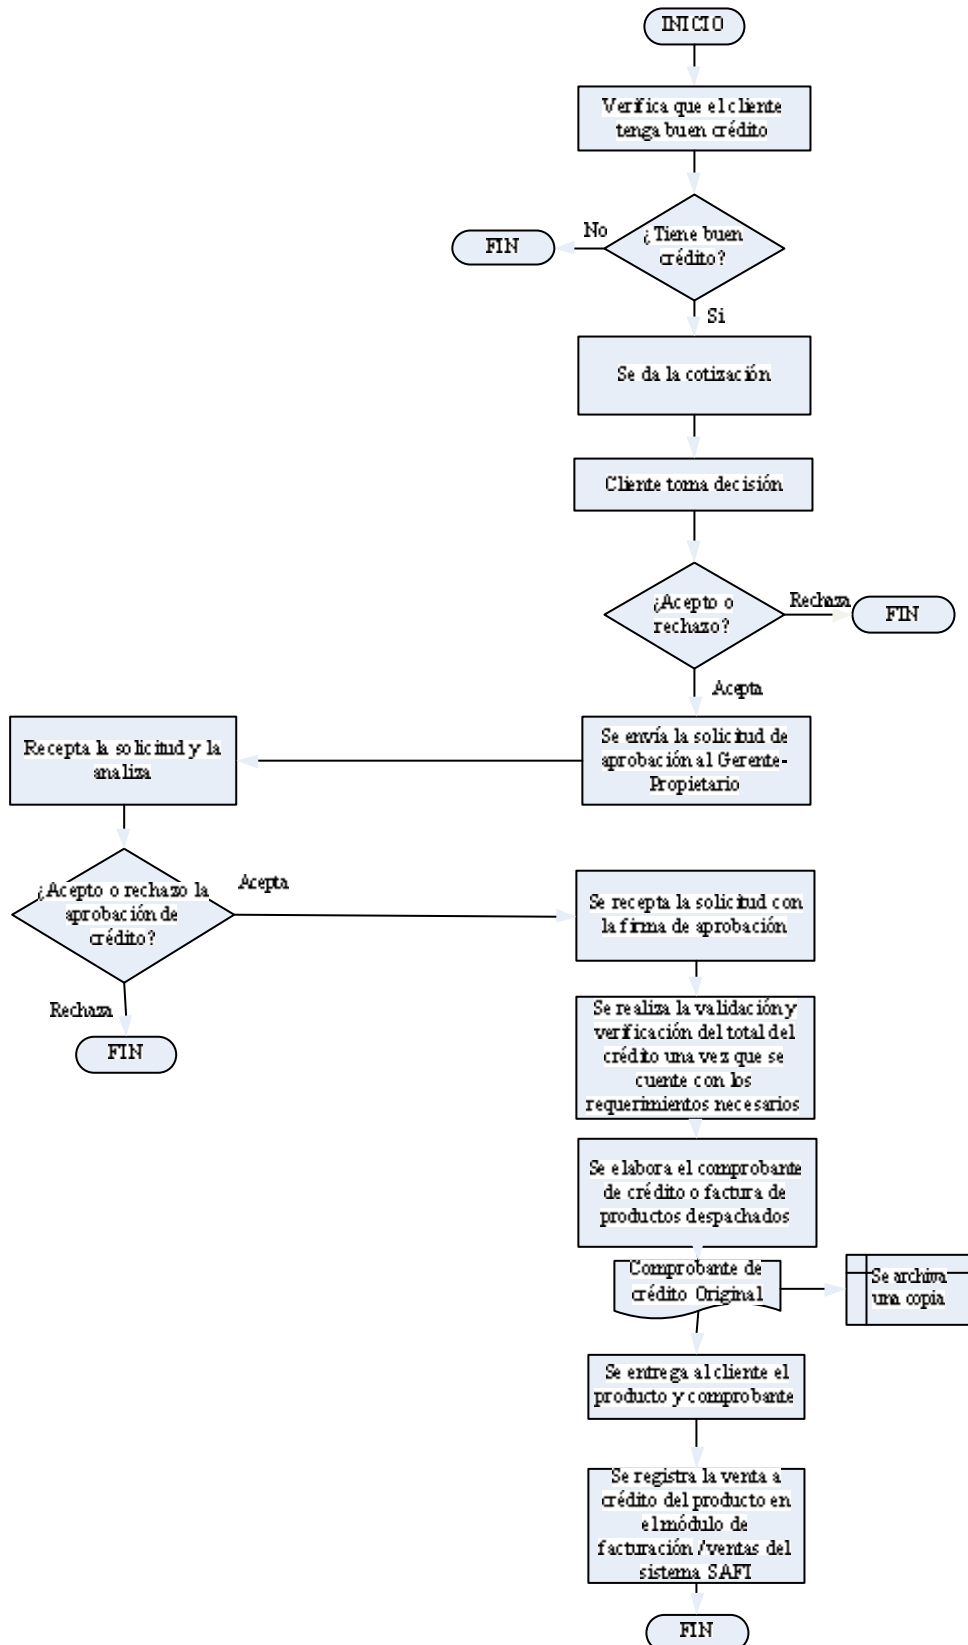 INICIO
Verifica que el cliente
tenga buen crédito
¿Tiene buen
crédito?
No
FIN
Si
Se da la cotización
Cliente toma decisión
¿Acepto o
rechazo?
Rechaza
FIN
Acepta
Se envía la solicitud de
aprobación al Gerente-
Propietario
Recepta la solicitud y la
analiza
¿Acepto o rechazo la
aprobación de
crédito?
Acepta
Rechaza
FIN
Se recepta la solicitud con
la firma de aprobación
Se realiza la validación y
verificación del total del
crédito una vez que se
cuente con los
requerimientos necesarios
Se elabora el comprobante
de crédito o factura de
productos despachados
Comprobante de
crédito Original
Se archiva
una copia
Se entrega al cliente el
producto y comprobante
Se registra la venta a
crédito del producto en
el módulo de
facturación /ventas del
sistema SAFI
FIN